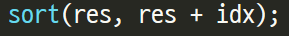 sort(res, res + idx);